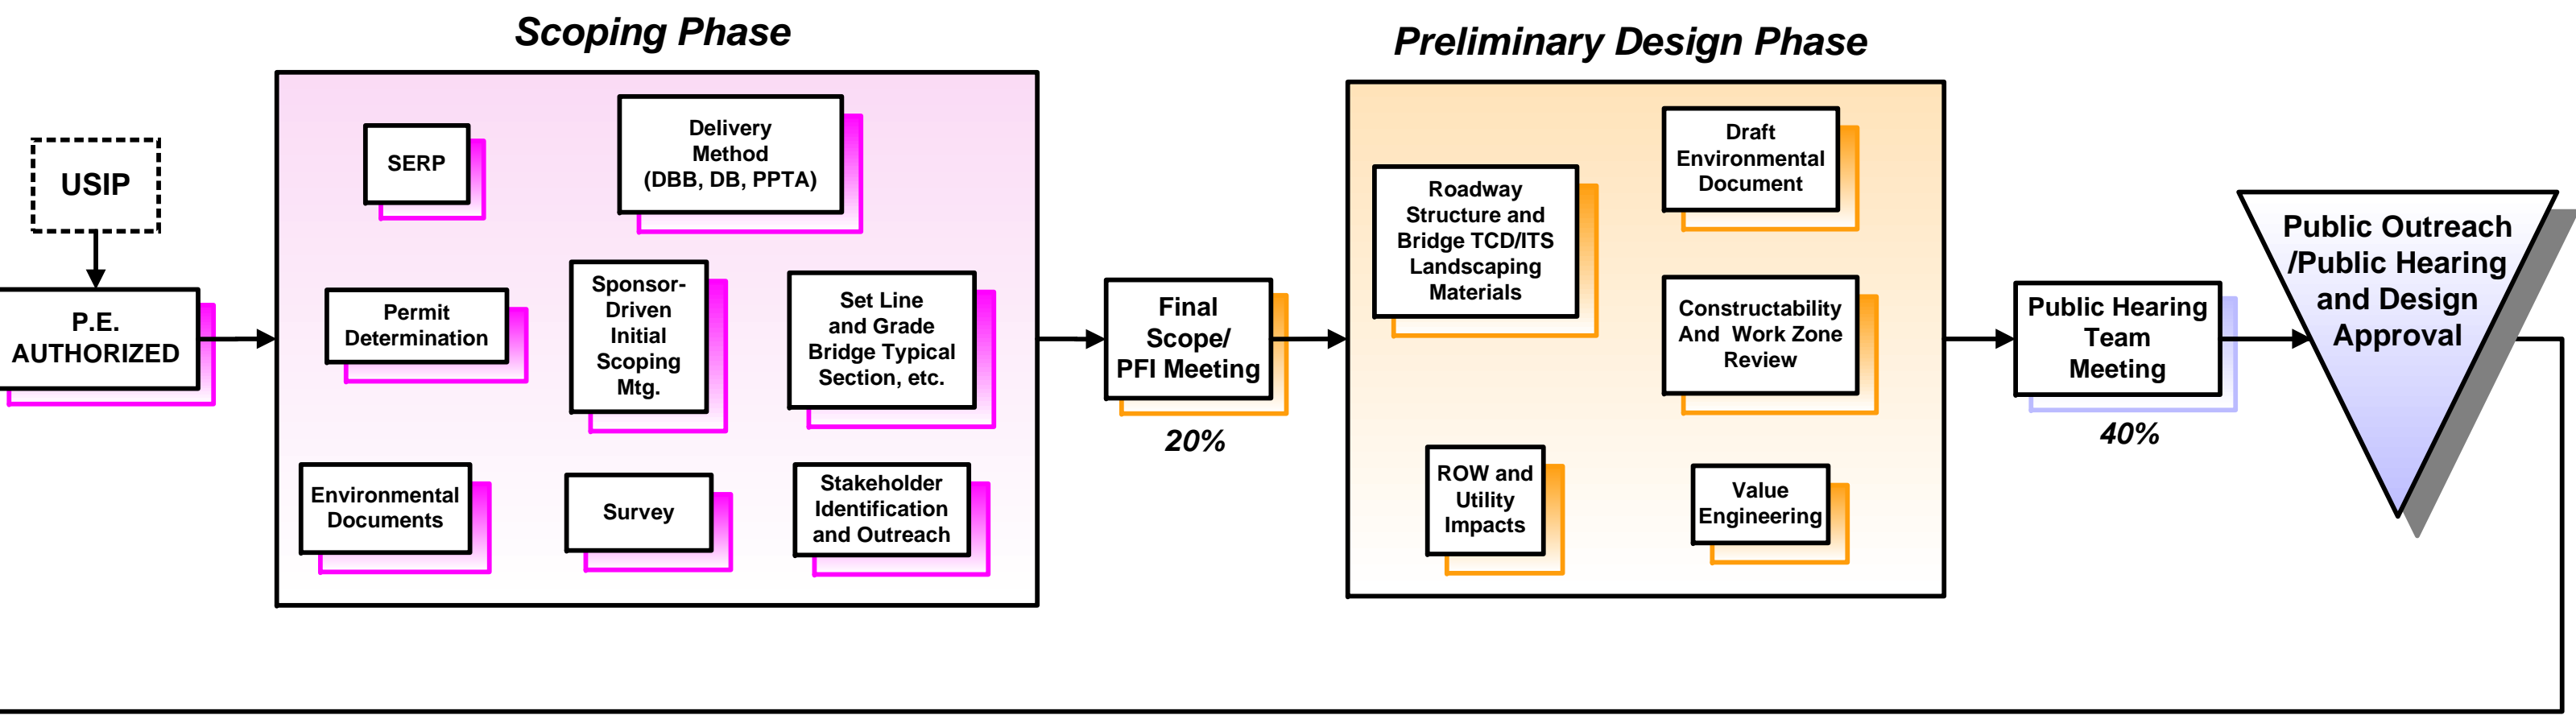 Scoping Phase
Preliminary Design Phase
USIP
P.E.
AUTHORIZED
SERP
Delivery
Method
(DBB, DB, PPTA)
Permit
Determination
Sponsor-
Driven
Initial
Scoping
Mtg.
Set Line
and Grade
Bridge Typical
Section, etc.
Environmental
Documents
Survey
Stakeholder
Identification
and Outreach
Final
Scope/
PFI Meeting
20%
Roadway
Structure and
Bridge TCD/ITS
Landscaping
Materials
Draft
Environmental
Document
Constructability
And Work Zone
Review
ROW and
Utility
Impacts
Value
Engineering
Public Hearing
Team
Meeting
40%
Public Outreach
/Public Hearing
and Design
Approval